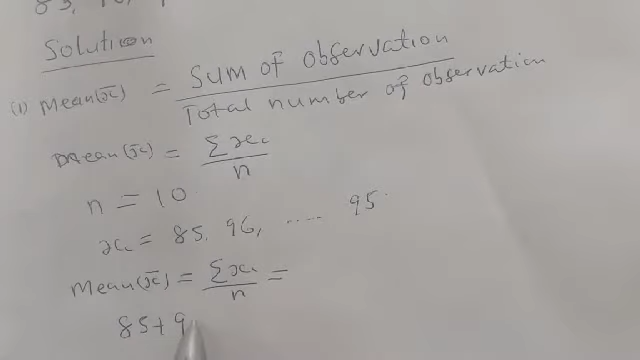 Solution
(1) Mean(x̄) = Sum of observation / Total number of observation
Mean(x̄) = Σxi / n
n = 10
xi = 85, 96, ..... 95
Mean(x̄) = Σxi / n =
85+9